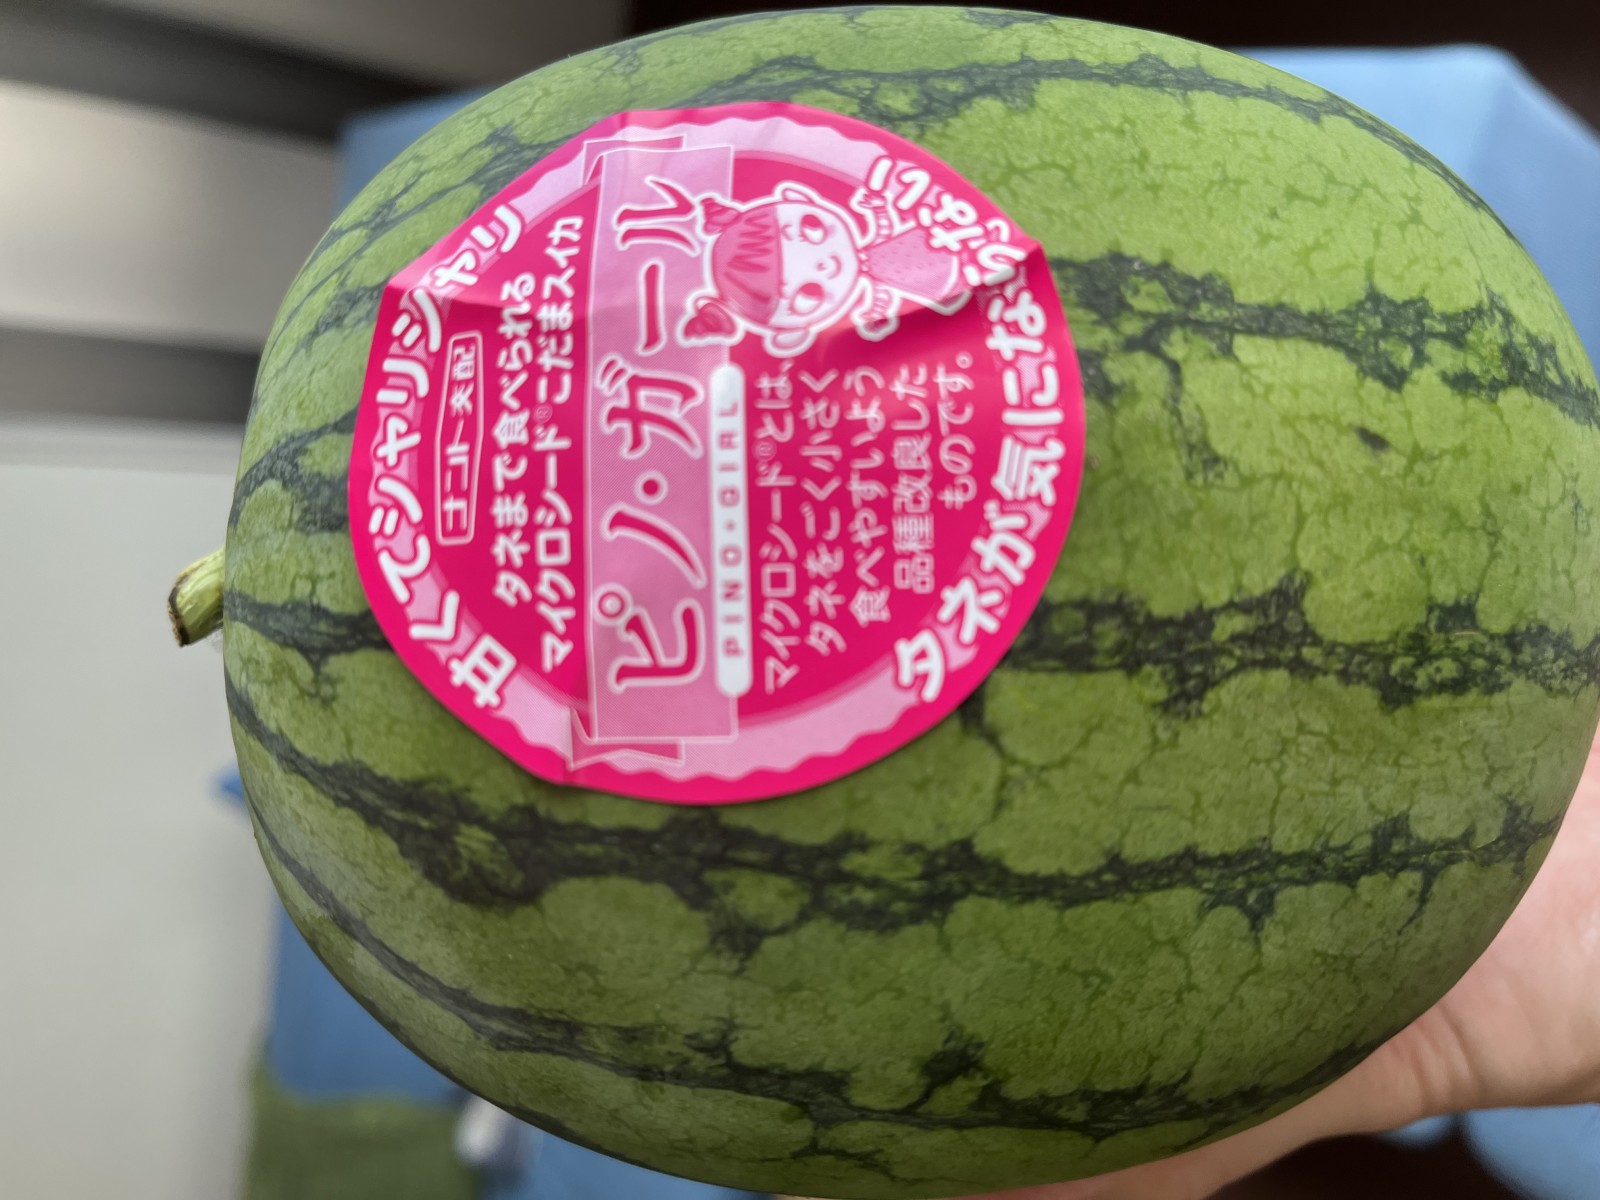 甘くてシャリシャリ
ナント交配
タネまで食べられる
マイクロシード®こだまスイカ
ピノ・ガール
PINO・GIRL
マイクロシード®とは、
タネをごく小さく
食べやすいよう
品種改良した
ものです。
タネが気にならない